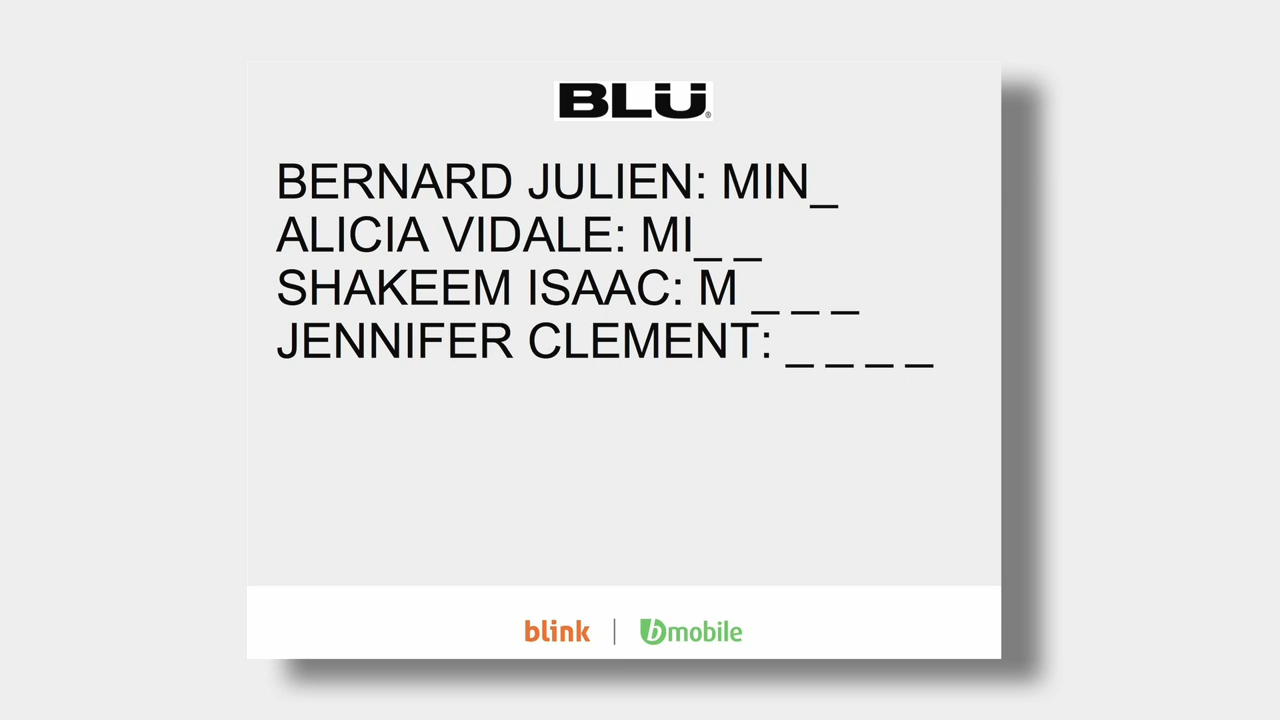 BLU®
BERNARD JULIEN: MIN_
ALICIA VIDALE: MI_ _
SHAKEEM ISAAC: M _ _ _
JENNIFER CLEMENT: _ _ _ _
blink | bmobile